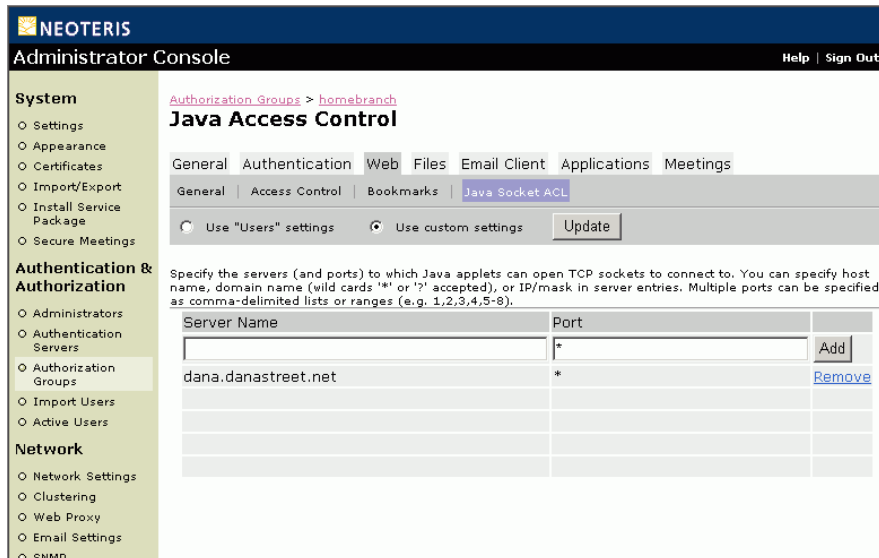 NEOTERIS
Administrator Console
Help | Sign Out
System
Settings
Appearance
Certificates
Import/Export
Install Service
Package
Secure Meetings
Authentication &
Authorization
Administrators
Authentication
Servers
Authorization
Groups
Import Users
Active Users
Network
Network Settings
Clustering
Web Proxy
Email Settings
SNMP
Authorization Groups > homebranch
Java Access Control
General Authentication Web Files Email Client Applications Meetings
General | Access Control | Bookmarks | Java Socket ACL
Use "Users" settings Use custom settings Update
Specify the servers (and ports) to which Java applets can open TCP sockets to connect to. You can specify host
name, domain name (wild cards '*' or '?' accepted), or IP/mask in server entries. Multiple ports can be specified
as comma-delimited lists or ranges (e.g. 1,2,3,4,5-8).
Server Name Port
* Add
dana.danastreet.net * Remove